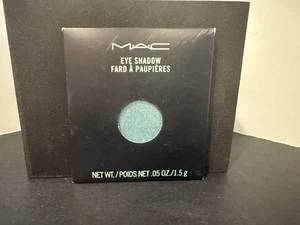 MAC
EYE SHADOW
FARD À PAUPIÈRES
NET WT./POIDS NET .05 OZ./1.5 g